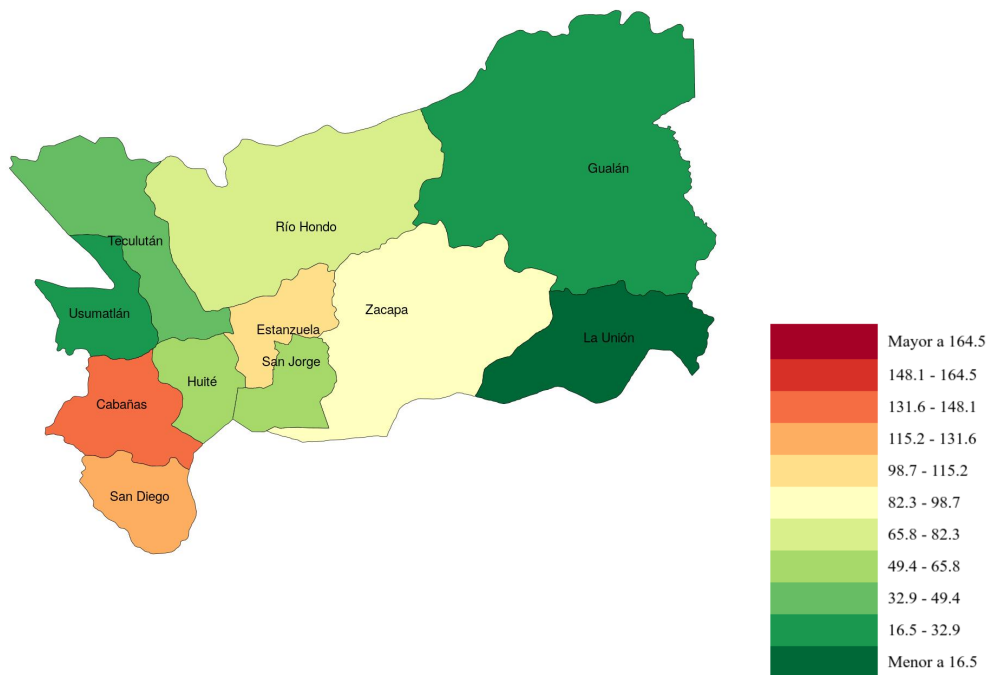 Gualán
Río Hondo
Teculután
Zacapa
Usumatlán
Estanzuela
La Unión
San Jorge
Huité
Cabañas
San Diego
Mayor a 164.5
148.1 - 164.5
131.6 - 148.1
115.2 - 131.6
98.7 - 115.2
82.3 - 98.7
65.8 - 82.3
49.4 - 65.8
32.9 - 49.4
16.5 - 32.9
Menor a 16.5